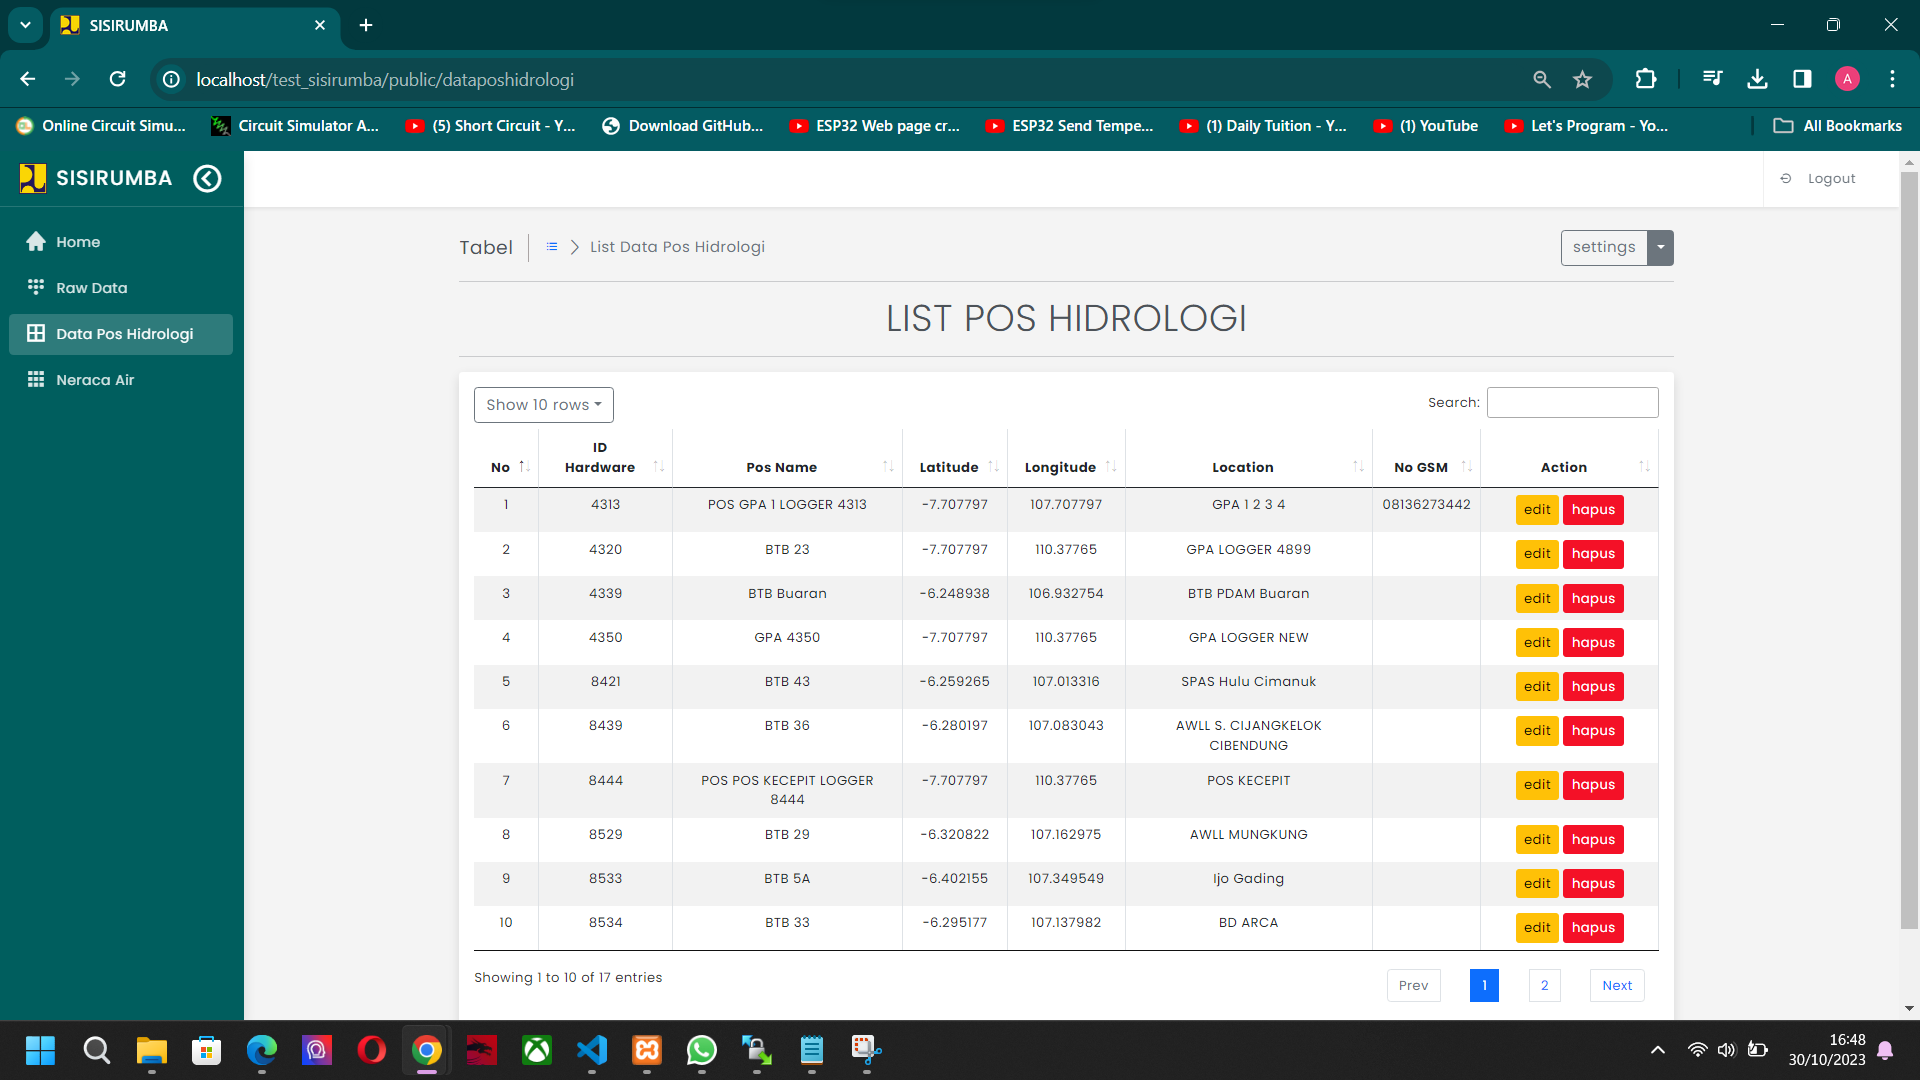 SISIRUMBA
localhost/test_sisirumba/public/dataposhidrologi
A
Online Circuit Simu... Circuit Simulator A... (5) Short Circuit - Y... Download GitHub... ESP32 Web page cr... ESP32 Send Tempe... (1) Daily Tuition - Y... (1) YouTube Let's Program - Yo... All Bookmarks
SISIRUMBA
Logout
Home
Raw Data
Data Pos Hidrologi
Neraca Air
Tabel List Data Pos Hidrologi settings
LIST POS HIDROLOGI
Show 10 rows Search:
No ID Hardware Pos Name Latitude Longitude Location No GSM Action
1 4313 POS GPA 1 LOGGER 4313 -7.707797 107.707797 GPA 1 2 3 4 08136273442 edit hapus
2 4320 BTB 23 -7.707797 110.37765 GPA LOGGER 4899 edit hapus
3 4339 BTB Buaran -6.248938 106.932754 BTB PDAM Buaran edit hapus
4 4350 GPA 4350 -7.707797 110.37765 GPA LOGGER NEW edit hapus
5 8421 BTB 43 -6.259265 107.013316 SPAS Hulu Cimanuk edit hapus
6 8439 BTB 36 -6.280197 107.083043 AWLL S. CIJANGKELOK CIBENDUNG edit hapus
7 8444 POS POS KECEPIT LOGGER 8444 -7.707797 110.37765 POS KECEPIT edit hapus
8 8529 BTB 29 -6.320822 107.162975 AWLL MUNGKUNG edit hapus
9 8533 BTB 5A -6.402155 107.349549 Ijo Gading edit hapus
10 8534 BTB 33 -6.295177 107.137982 BD ARCA edit hapus
Showing 1 to 10 of 17 entries Prev 1 2 Next
16:48
30/10/2023